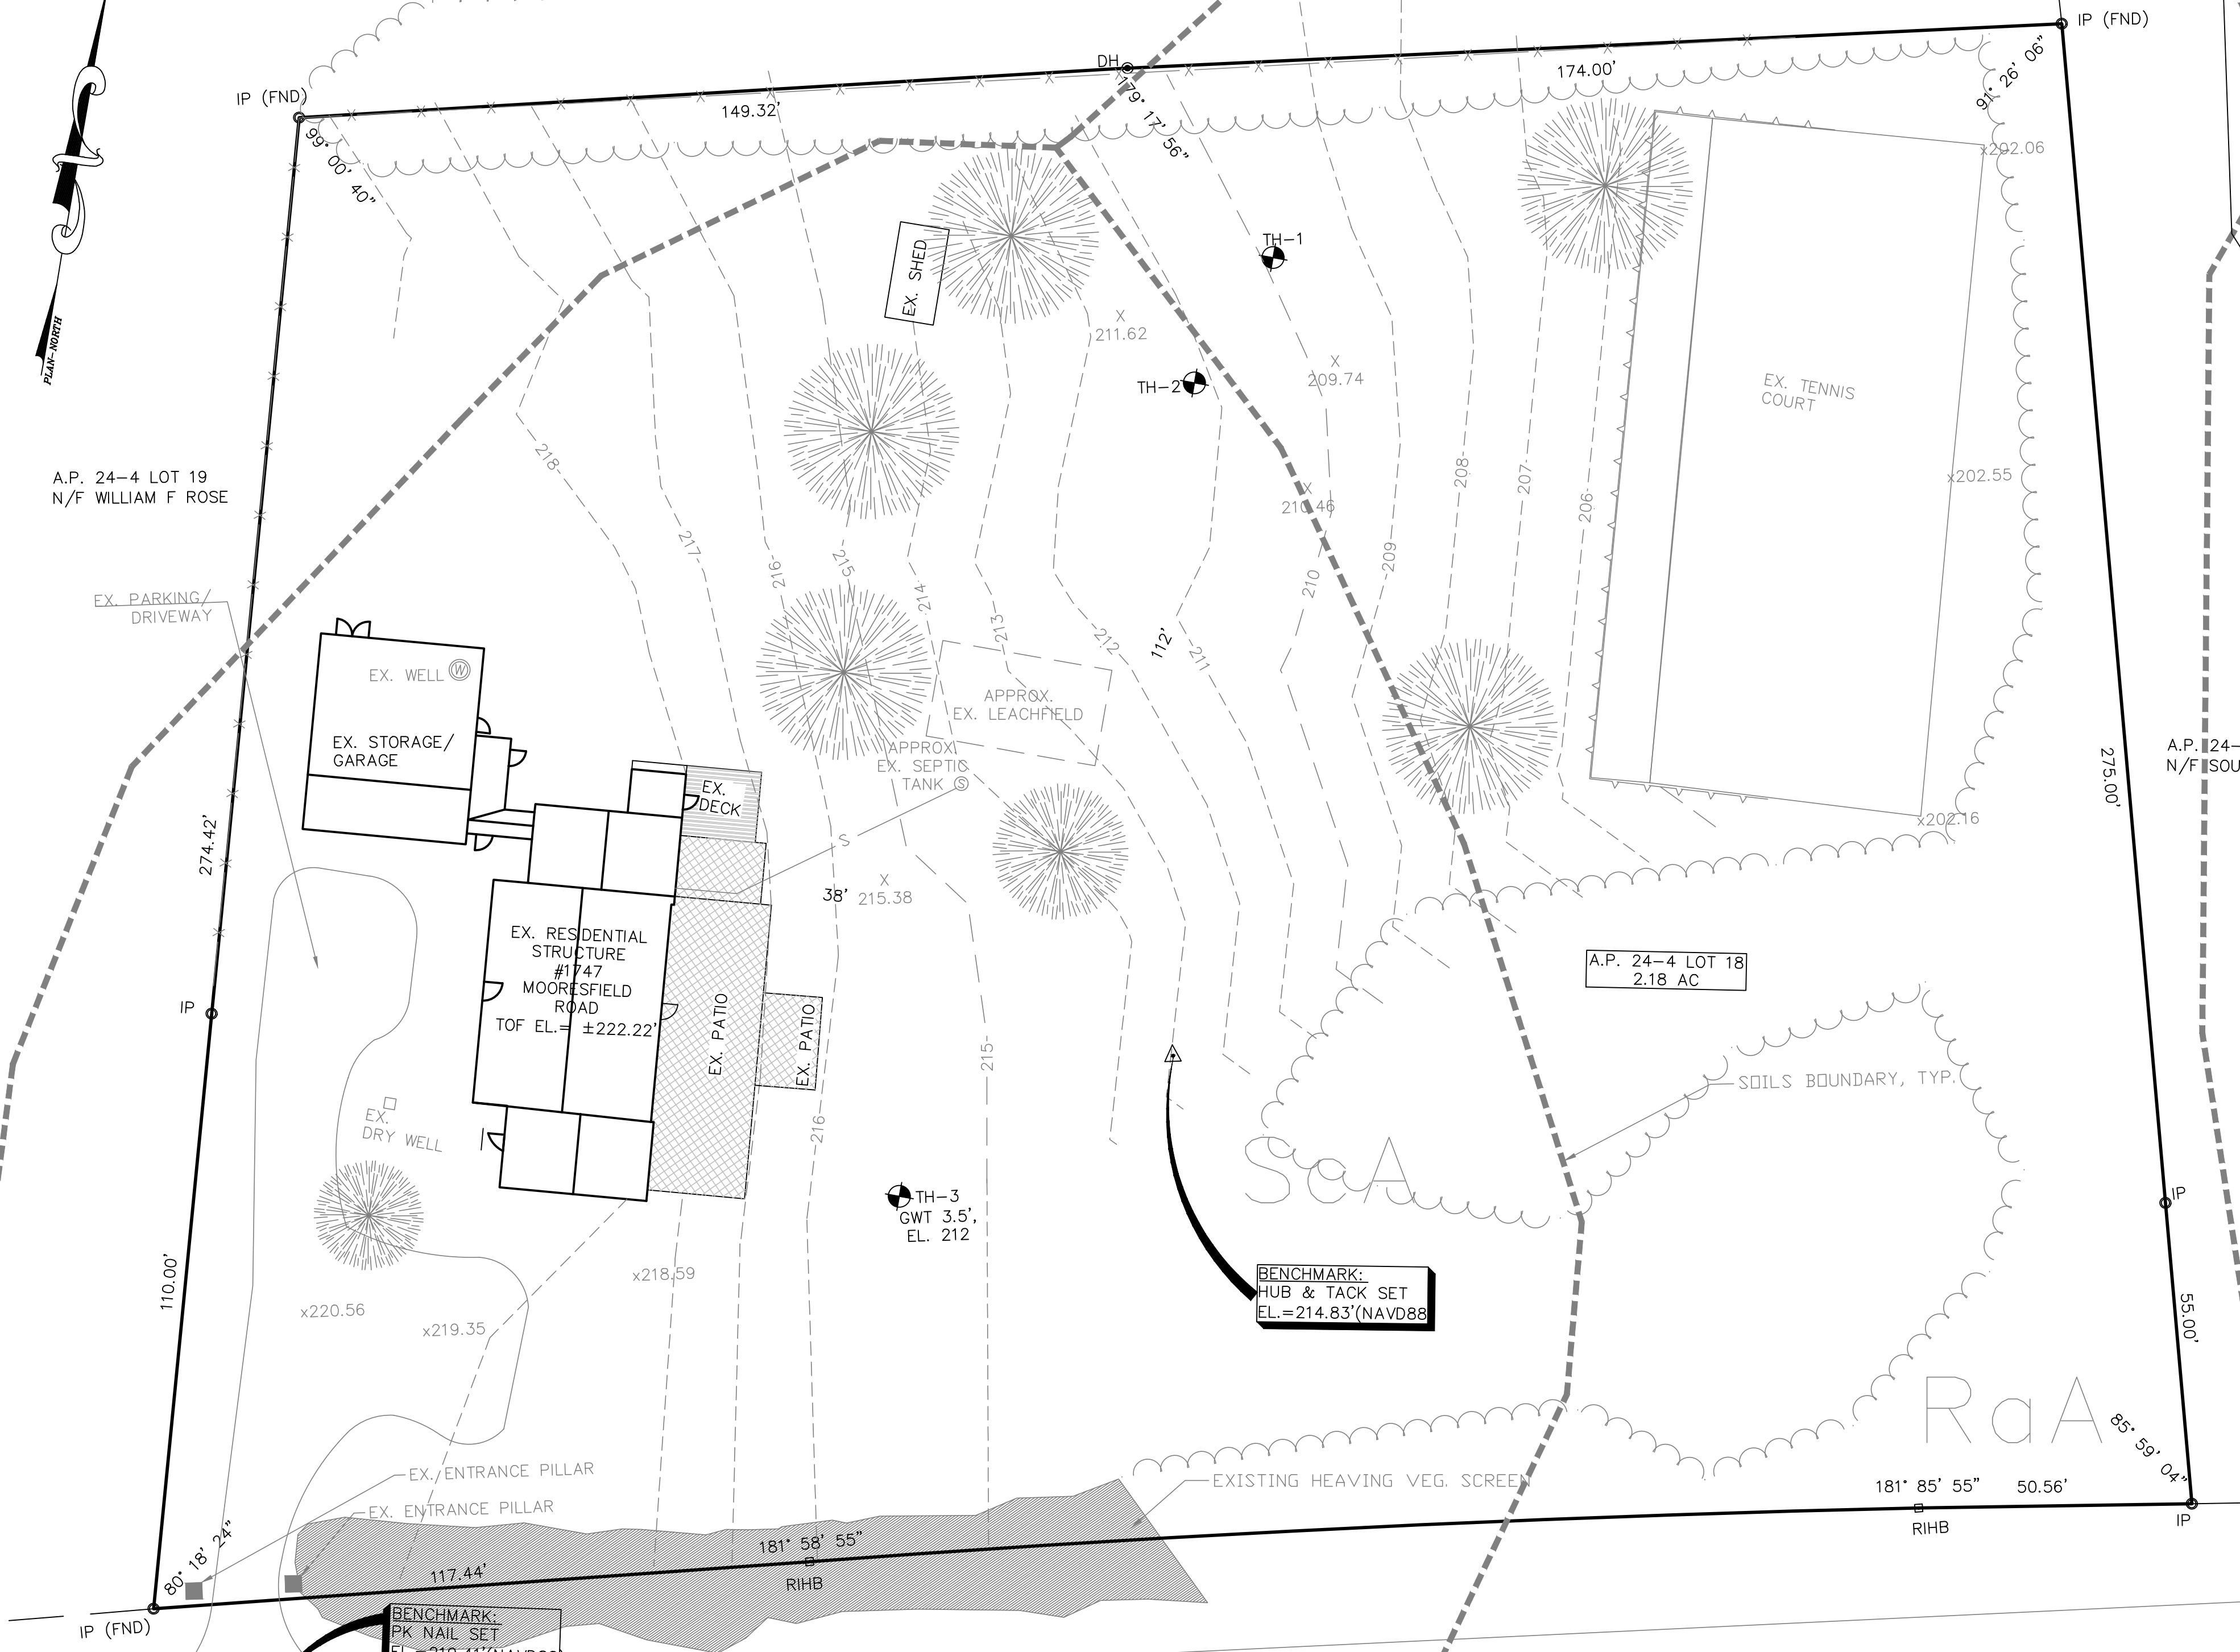 IP (FND)
DH
174.00'
IP (FND)
149.32'
91° 26' 06"
179° 17' 56"
99° 00' 40"
x202.06
PLAN-NORTH
EX. SHED
TH-1
X
211.62
X
209.74
TH-2
EX. TENNIS
COURT
A.P. 24-4 LOT 19
N/F WILLIAM F ROSE
218
217
216
215
214
213
212
211
210
209
208
207
206
X
210.46
x202.55
EX. PARKING/
DRIVEWAY
112'
EX. WELL W
EX. STORAGE/
GARAGE
APPROX.
EX. LEACHFIELD
APPROX.
EX. SEPTIC
TANK S
EX.
DECK
S
274.42'
275.00'
A.P. 24-
N/F SOU
x202.16
38'
X
215.38
EX. RESIDENTIAL
STRUCTURE
#1747
MOORESFIELD
ROAD
TOF EL.= ±222.22'
EX. PATIO
EX. PATIO
A.P. 24-4 LOT 18
2.18 AC
IP
215
216
SOILS BOUNDARY, TYP.
EX.
DRY WELL
ScA
IP
TH-3
GWT 3.5',
EL. 212
x218.59
x220.56
x219.35
110.00'
BENCHMARK:
HUB & TACK SET
EL.=214.83'(NAVD88
55.00'
RaA
85° 59' 04"
EX. ENTRANCE PILLAR
EX. ENTRANCE PILLAR
EXISTING HEAVING VEG. SCREEN
181° 85' 55"
50.56'
RIHB
IP
80° 18' 24"
117.44'
181° 58' 55"
RIHB
IP (FND)
BENCHMARK:
PK NAIL SET